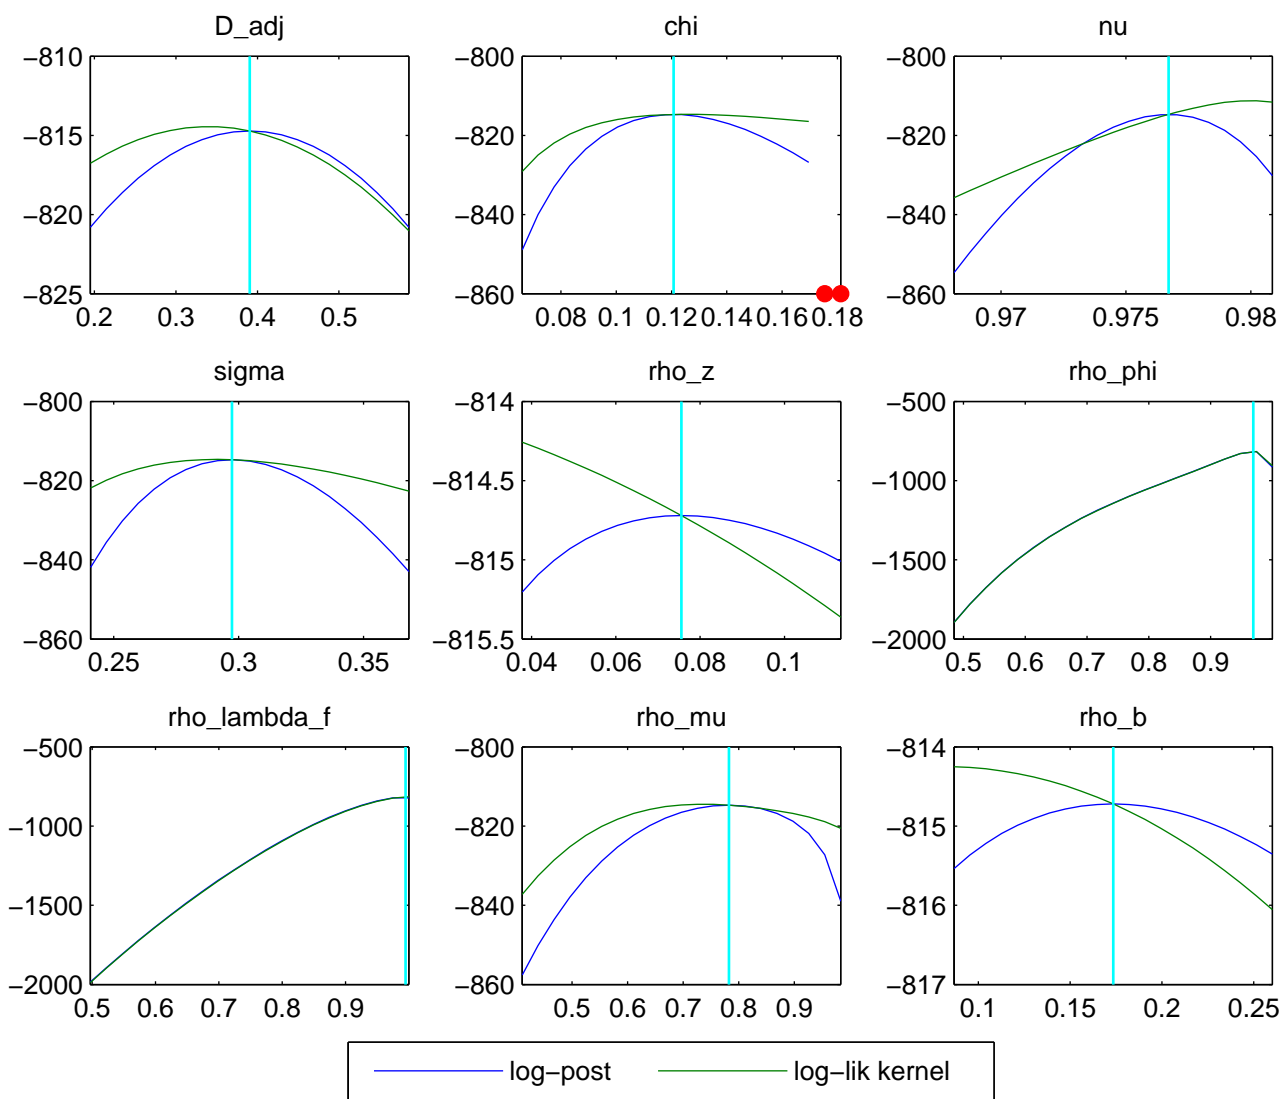 D_adj
chi
nu
−810
−815
−820
−825
0.2 0.3 0.4 0.5
−800
−820
−840
−860
0.08 0.1 0.12 0.14 0.16 0.18
−800
−820
−840
−860
0.97 0.975 0.98
sigma
rho_z
rho_phi
−800
−820
−840
−860
0.25 0.3 0.35
−814
−814.5
−815
−815.5
0.04 0.06 0.08 0.1
−500
−1000
−1500
−2000
0.5 0.6 0.7 0.8 0.9
rho_lambda_f
rho_mu
rho_b
−500
−1000
−1500
−2000
0.5 0.6 0.7 0.8 0.9
−800
−820
−840
−860
0.5 0.6 0.7 0.8 0.9
−814
−815
−816
−817
0.1 0.15 0.2 0.25
log−post log−lik kernel